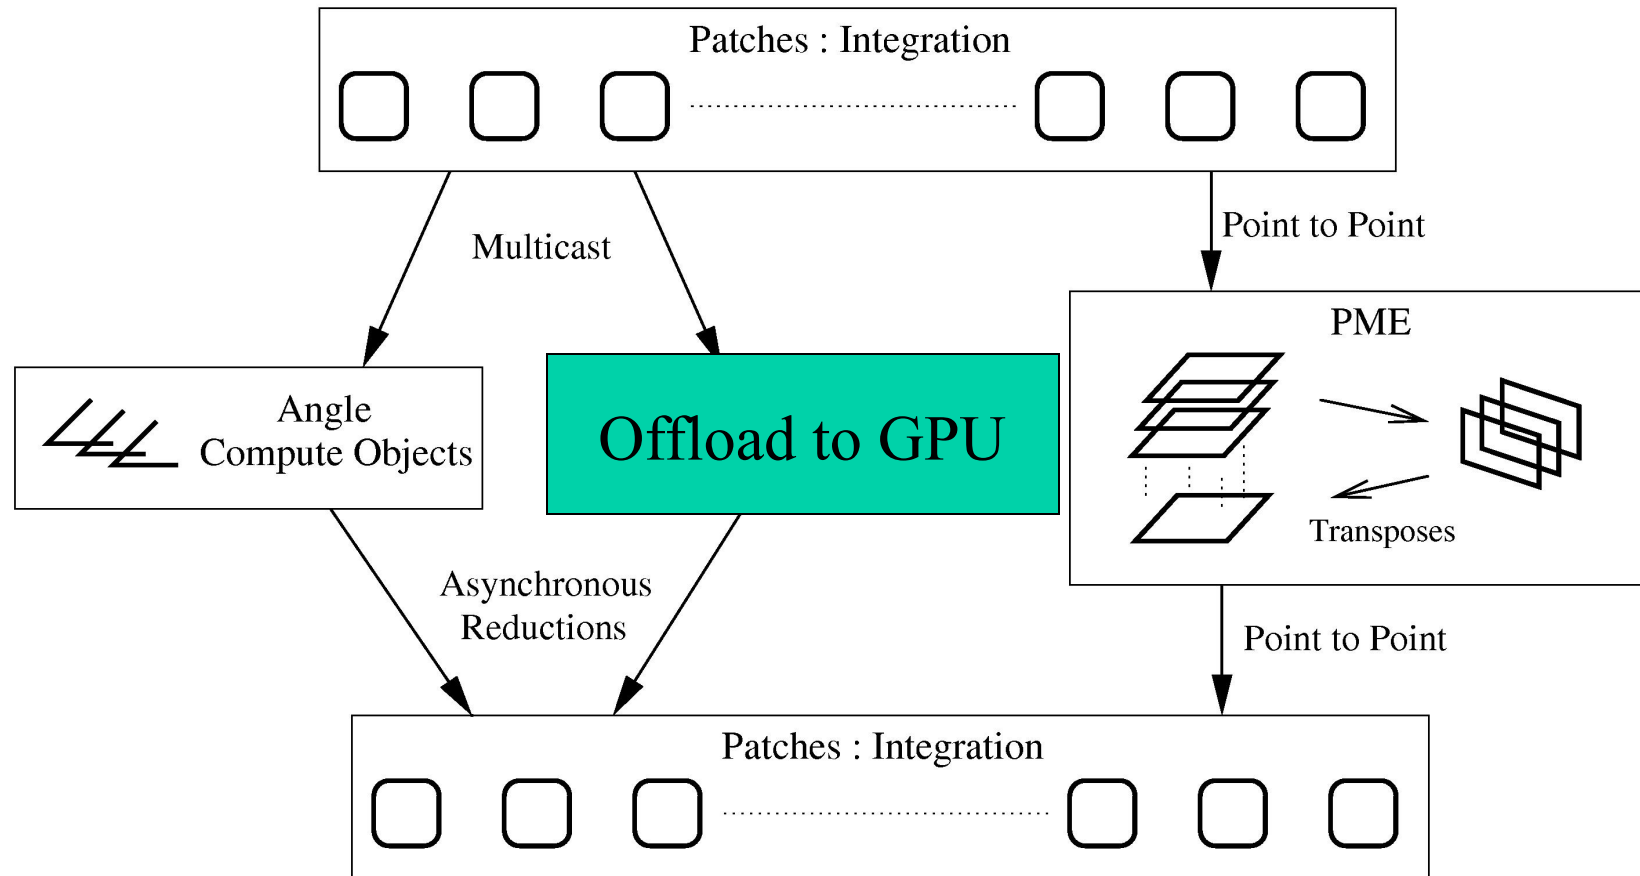 Patches : Integration
Multicast
Point to Point
PME
Angle
Compute Objects
Offload to GPU
Transposes
Asynchronous
Reductions
Point to Point
Patches : Integration